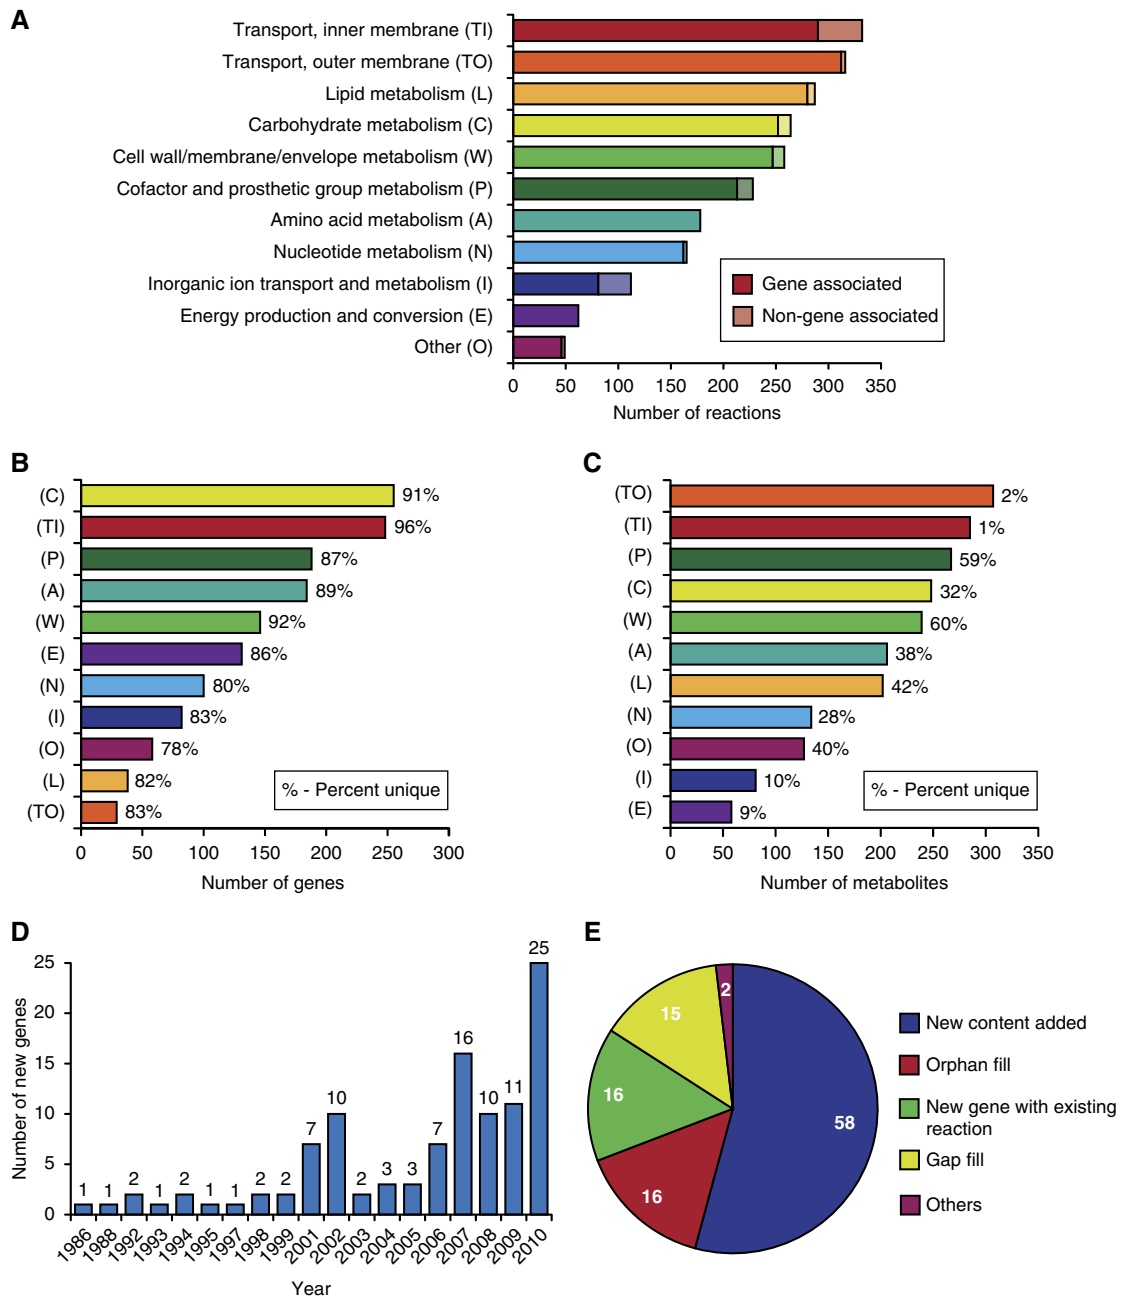 A
Transport, inner membrane (TI)
Transport, outer membrane (TO)
Lipid metabolism (L)
Carbohydrate metabolism (C)
Cell wall/membrane/envelope metabolism (W)
Cofactor and prosthetic group metabolism (P)
Amino acid metabolism (A)
Nucleotide metabolism (N)
Inorganic ion transport and metabolism (I)
Energy production and conversion (E)
Other (O)
Gene associated
Non-gene associated
0 50 100 150 200 250 300 350
Number of reactions
B
(C) 91%
(TI) 96%
(P) 87%
(A) 89%
(W) 92%
(E) 86%
(N) 80%
(I) 83%
(O) 78%
(L) 82%
(TO) 83%
% - Percent unique
0 50 100 150 200 250 300
Number of genes
C
(TO) 2%
(TI) 1%
(P) 59%
(C) 32%
(W) 60%
(A) 38%
(L) 42%
(N) 28%
(O) 40%
(I) 10%
(E) 9%
% - Percent unique
0 50 100 150 200 250 300 350
Number of metabolites
D
Number of new genes
25
20
15
10
5
0
1 1 2 1 2 1 1 2 2 7 10 2 3 3 7 16 10 11 25
1986 1988 1992 1993 1994 1995 1997 1998 1999 2001 2002 2003 2004 2005 2006 2007 2008 2009 2010
Year
E
2
15
16
16
58
New content added
Orphan fill
New gene with existing
reaction
Gap fill
Others